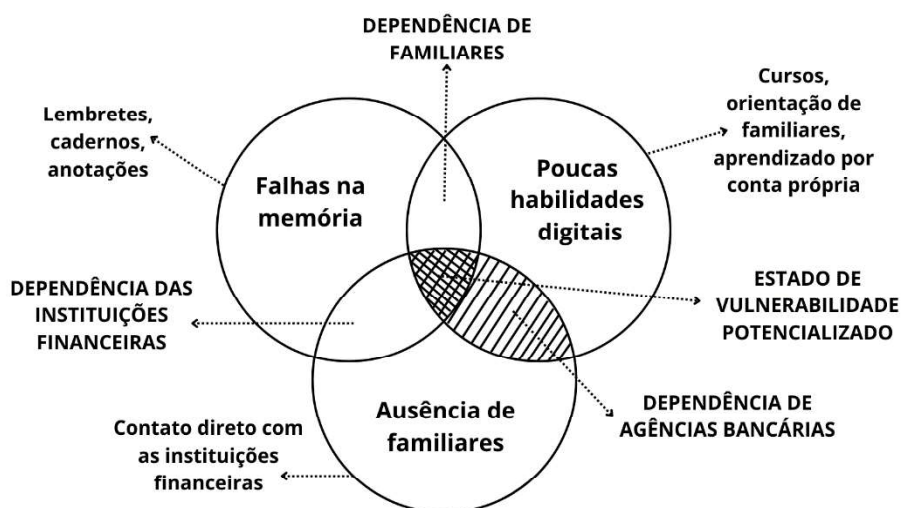 DEPENDÊNCIA DE
FAMILIARES
Lembretes,
cadernos,
anotações
Cursos,
orientação de
familiares,
aprendizado por
conta própria
Falhas na
memória
Poucas
habilidades
digitais
DEPENDÊNCIA DAS
INSTITUIÇÕES
FINANCEIRAS
ESTADO DE
VULNERABILIDADE
POTENCIALIZADO
Ausência de
familiares
DEPENDÊNCIA DE
AGÊNCIAS BANCÁRIAS
Contato direto com
as instituições
financeiras